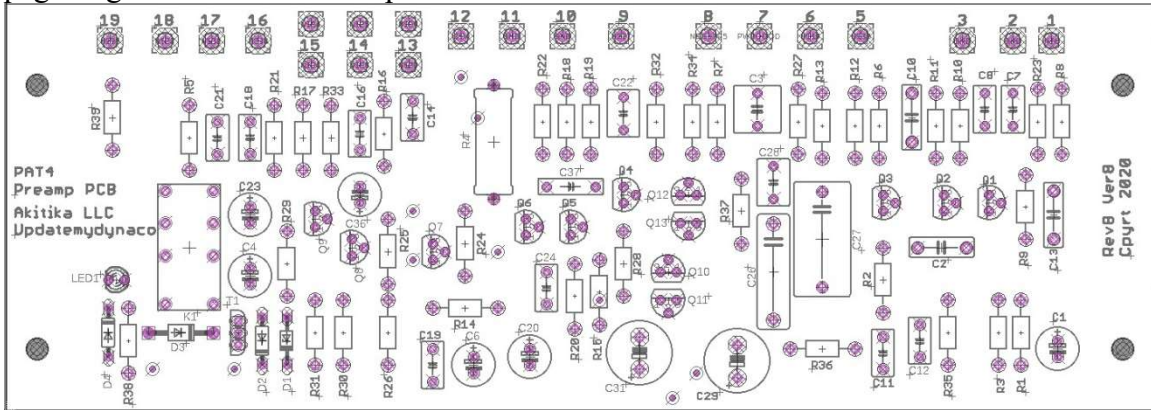 19 18 17 16 12 11 10 9 8 7 6 5 3 2 1
15 14 13
R39 R5 C21 C18 R21 R17 R33 C16 R16 C14 R4 R22 R18 R19 C22 R32 R34 R7 C3 R27 R13 R12 R6 C10 R11 R10 C8 C7 R23 R8
PAT4
Preamp PCB
Akitika LLC
Updatemydynaco
C23 R29 Q9 C36 Q8 R25 Q7 R24 Q6 Q5 C37 Q4 Q12 Q13 R37 C28 C27 Q3 Q2 Q1 R9 C13
RevB Ver8
Cpyrt 2020
C4 C24 R28 Q10 Q11 C26 R2 C2
LED1 K1 T1 R14 R20
D4 R38 D3 D2 D1 R31 R30 R26 C19 C6 C20 C31 C29 R36 C11 C12 R35 R3 R1 C1